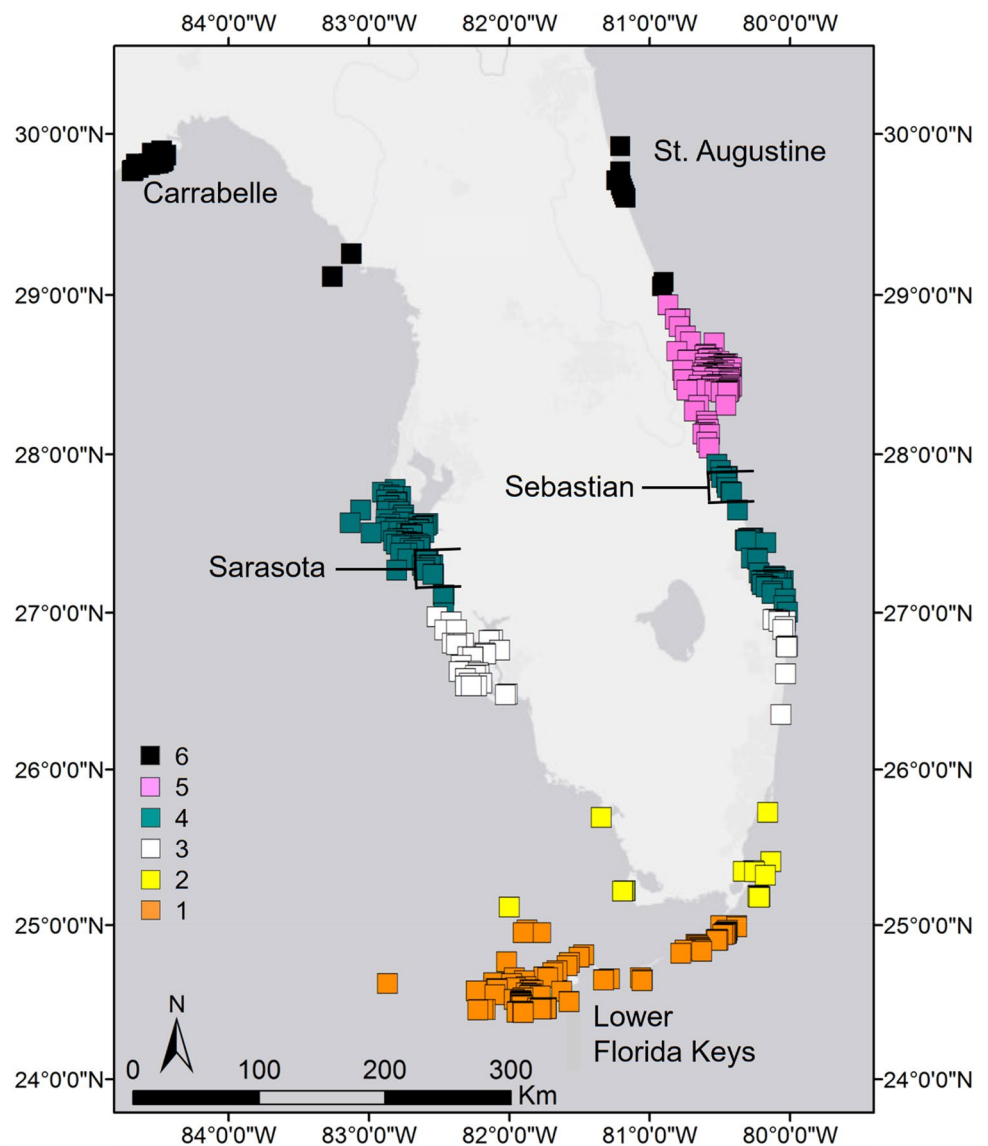 84°0'0"W 83°0'0"W 82°0'0"W 81°0'0"W 80°0'0"W
30°0'0"N 30°0'0"N
St. Augustine
Carrabelle
29°0'0"N 29°0'0"N
28°0'0"N 28°0'0"N
Sebastian
Sarasota
27°0'0"N 27°0'0"N
6
26°0'0"N 26°0'0"N
5
4
3
2
1
25°0'0"N 25°0'0"N
N
Lower
Florida Keys
0 100 200 300
Km
24°0'0"N 24°0'0"N
84°0'0"W 83°0'0"W 82°0'0"W 81°0'0"W 80°0'0"W